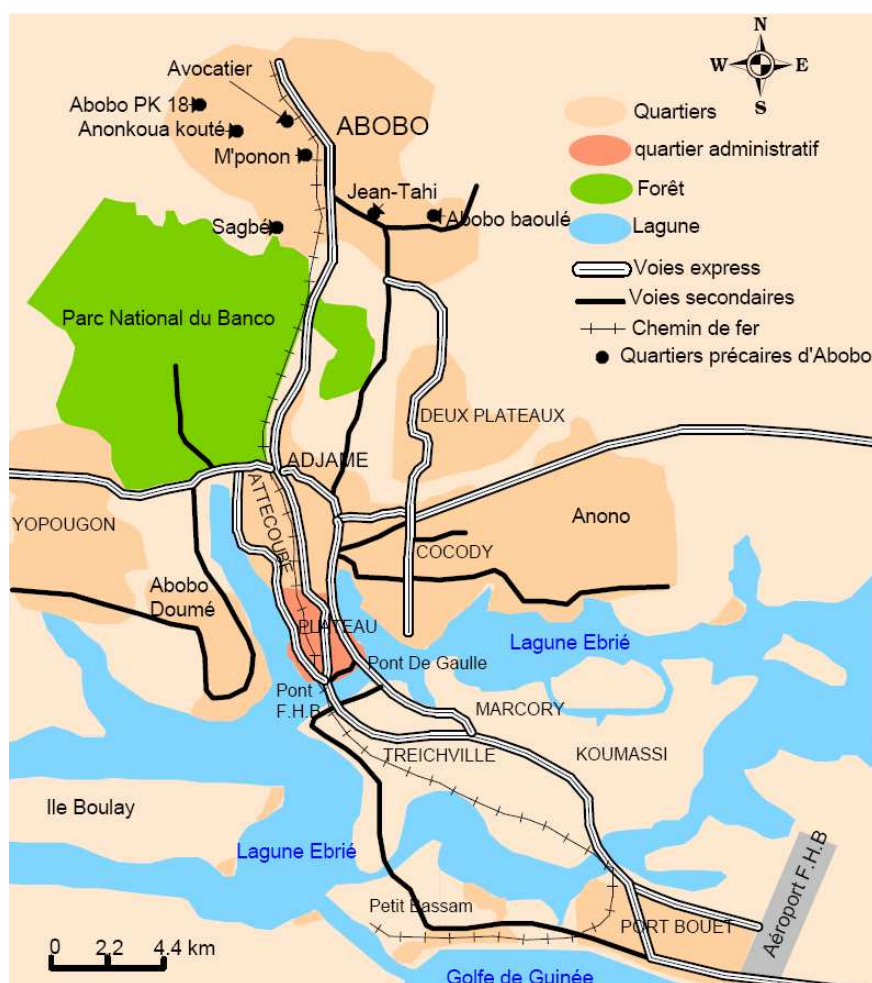 N
W E
S
Avocatier
Abobo PK 18
Anonkoua kouté
ABOBO
M'ponon
Jean-Tahi
Abobo baoulé
Sagbé
Quartiers
quartier administratif
Forêt
Lagune
Voies express
Voies secondaires
Chemin de fer
Quartiers précaires d'Abobo
Parc National du Banco
DEUX PLATEAUX
ADJAME
ATTECOUBE
YOPOUGON
Anono
COCODY
Abobo
Doumé
PLATEAU
Lagune Ebrié
Pont De Gaulle
Pont
F.H.B
MARCORY
TREICHVILLE
KOUMASSI
Ile Boulay
Lagune Ebrié
Petit Bassam
PORT BOUET
Aéroport F.H.B
0 2,2 4.4 km
Golfe de Guinée